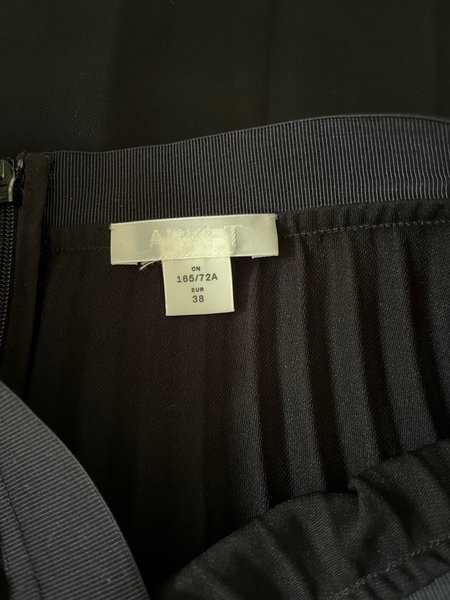 ARKET
CN
165/72A
EUR
38